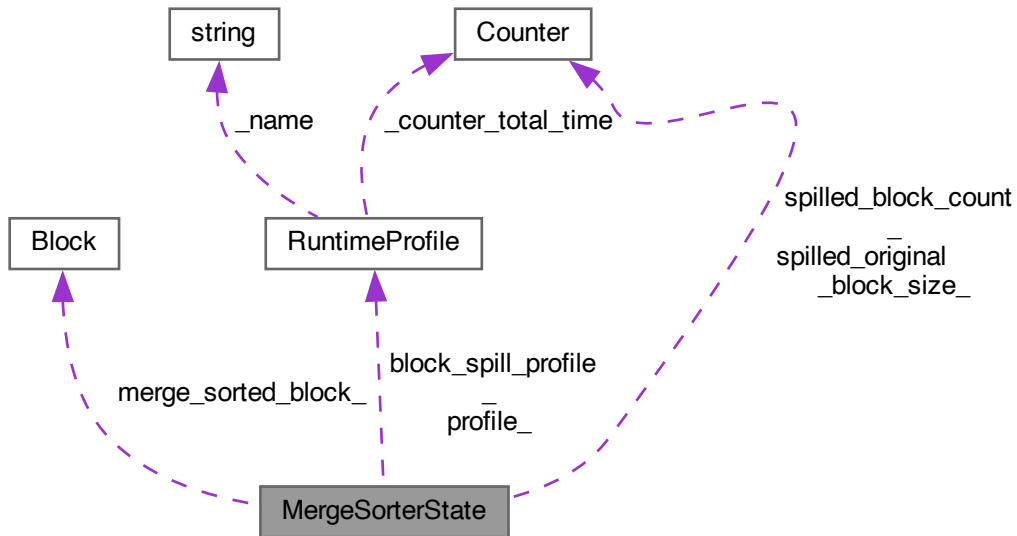 string
Counter
_name
_counter_total_time
spilled_block_count
_
spilled_original
_block_size_
Block
RuntimeProfile
merge_sorted_block_
block_spill_profile
_
profile_
MergeSorterState